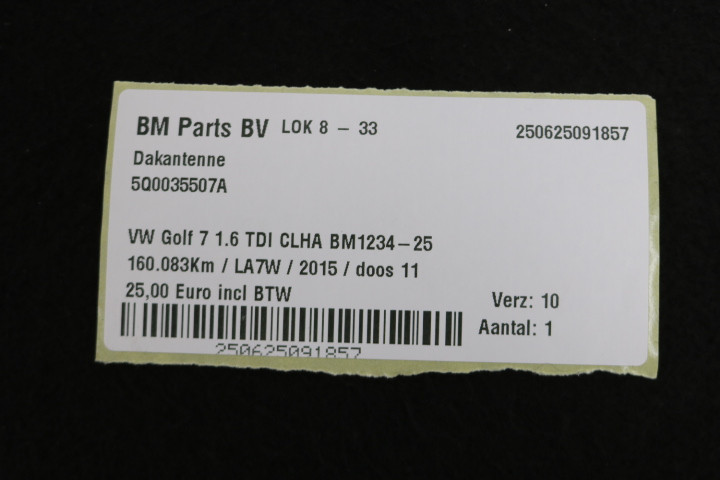 BM Parts BV LOK 8 - 33 250625091857
Dakantenne
5Q0035507A
VW Golf 7 1.6 TDI CLHA BM1234-25
160.083Km / LA7W / 2015 / doos 11
25,00 Euro incl BTW
Verz: 10
Aantal: 1
250625091857